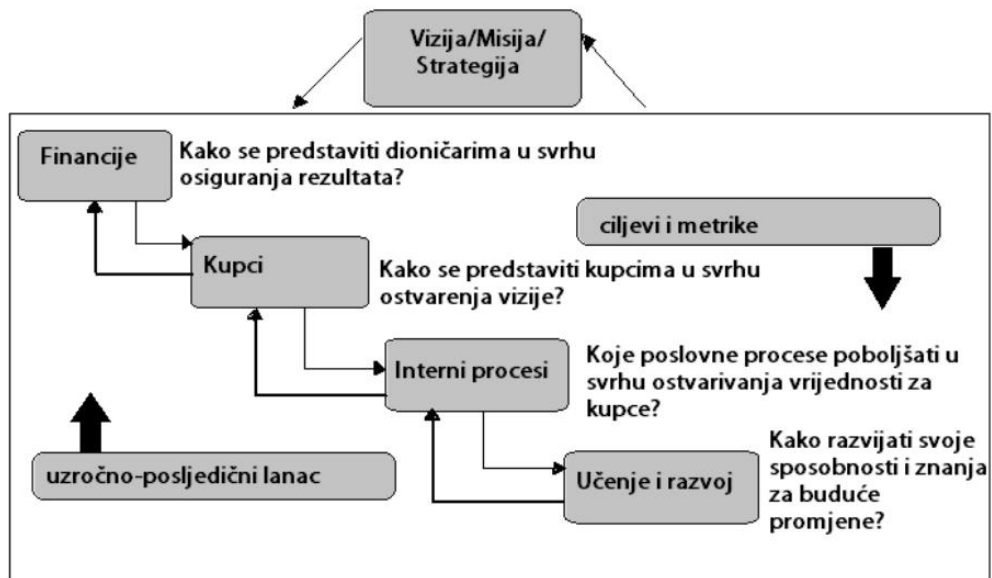 Vizija/Misija/
Strategija
Financije
Kako se predstaviti dioničarima u svrhu
osiguranja rezultata?
ciljevi i metrike
Kupci
Kako se predstaviti kupcima u svrhu
ostvarenja vizije?
Interni procesi
Koje poslovne procese poboljšati u
svrhu ostvarivanja vrijednosti za
kupce?
uzročno-posljedični lanac
Učenje i razvoj
Kako razvijati svoje
sposobnosti i znanja
za buduće
promjene?